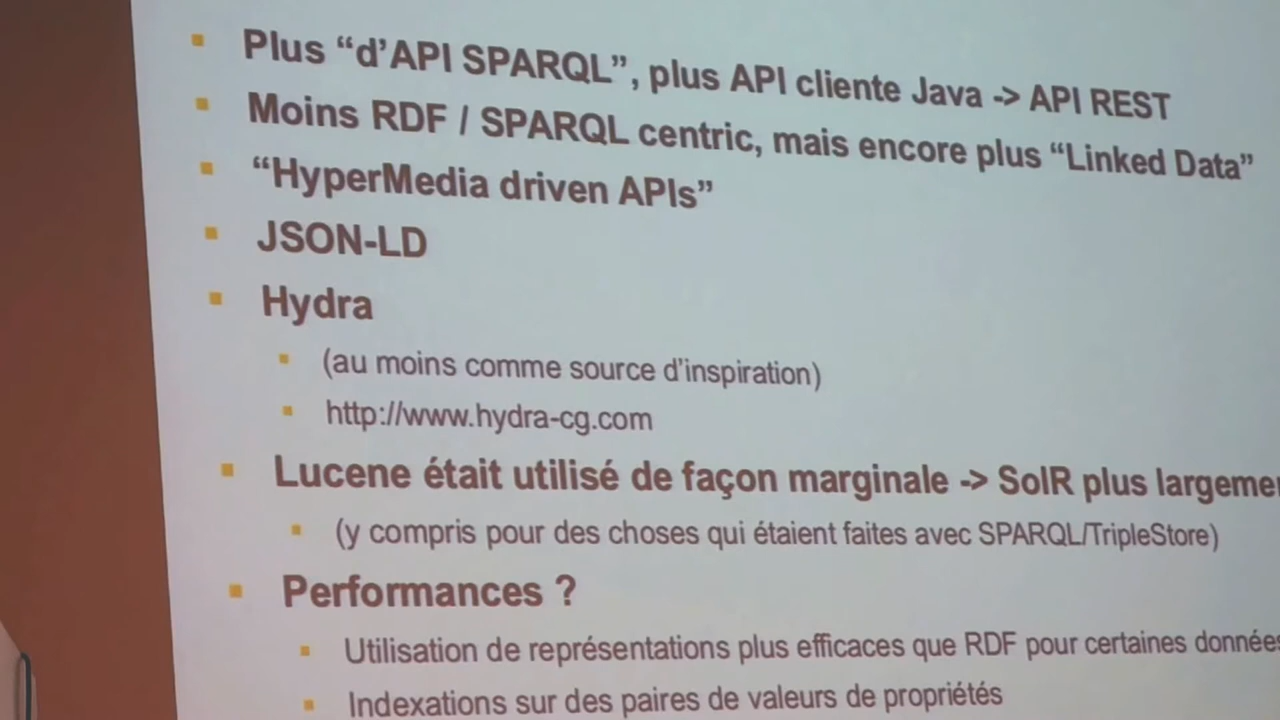 Plus “d’API SPARQL”, plus API cliente Java -> API REST
Moins RDF / SPARQL centric, mais encore plus “Linked Data”
“HyperMedia driven APIs”
JSON-LD
Hydra
(au moins comme source d’inspiration)
http://www.hydra-cg.com
Lucene était utilisé de façon marginale -> SolR plus
(y compris pour des choses qui étaient faites avec SPARQL/TripleStore)
Performances ?
Utilisation de représentations plus efficaces que RDF pour certaines
Indexations sur des paires de valeurs de propriétés